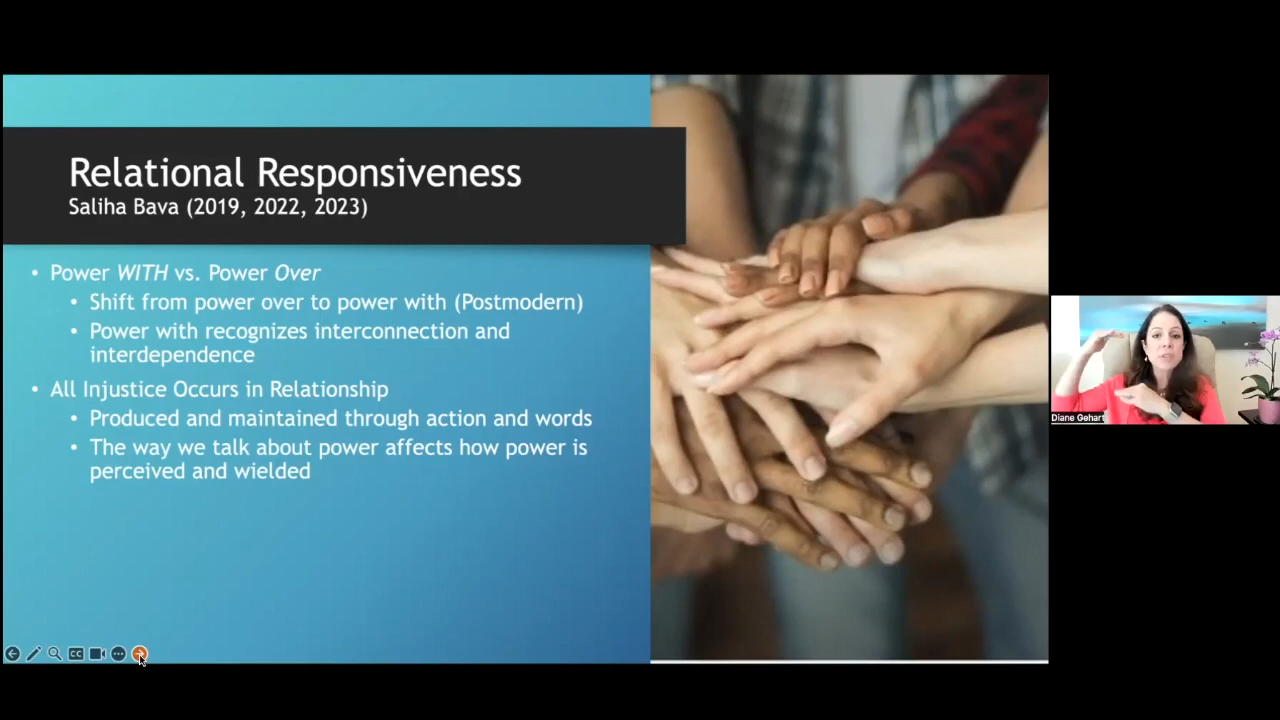 Relational Responsiveness
Saliha Bava (2019, 2022, 2023)
• Power WITH vs. Power Over
• Shift from power over to power with (Postmodern)
• Power with recognizes interconnection and
interdependence
• All Injustice Occurs in Relationship
• Produced and maintained through action and words
• The way we talk about power affects how power is
perceived and wielded
CC
Diane Gehart